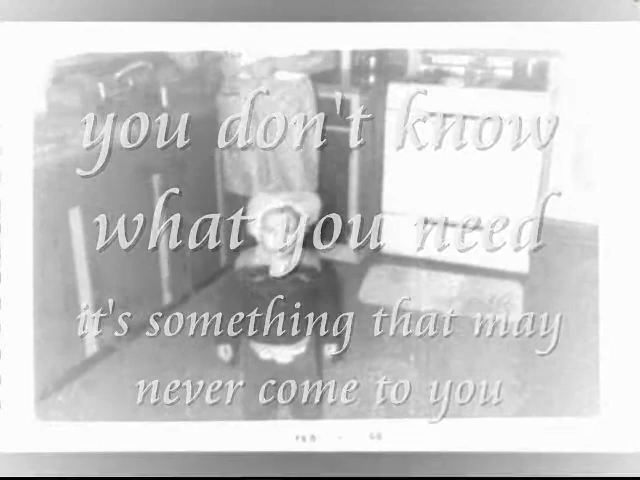 you don't know
what you need
it's something that may
never come to you